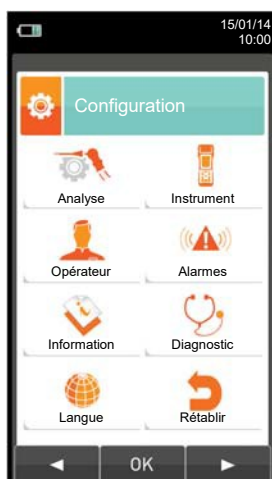 15/01/14
10:00
Configuration
Analyse
Instrument
Opérateur
Alarmes
Information
Diagnostic
Langue
Rétablir
OK